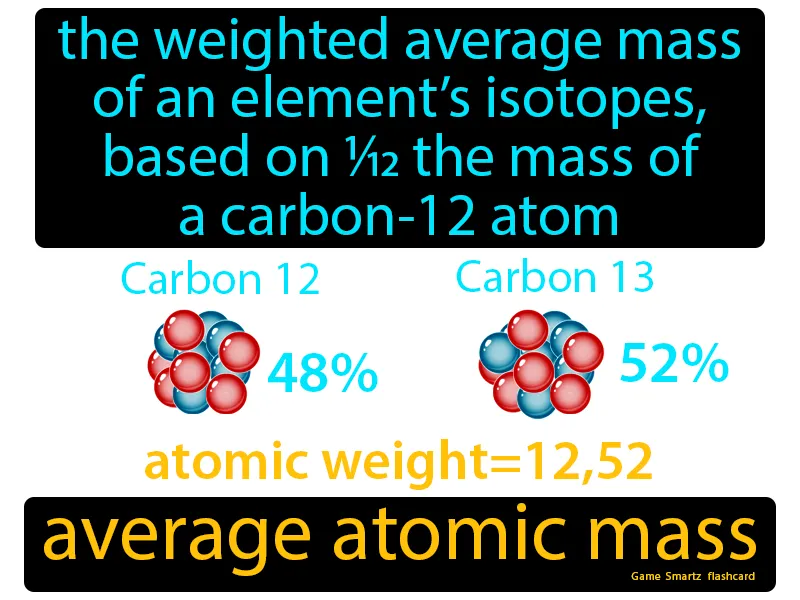 the weighted average mass
of an element’s isotopes,
based on ⅟12 the mass of
a carbon-12 atom
Carbon 12
Carbon 13
48%
52%
atomic weight=12,52
average atomic mass
Game Smartz flashcard